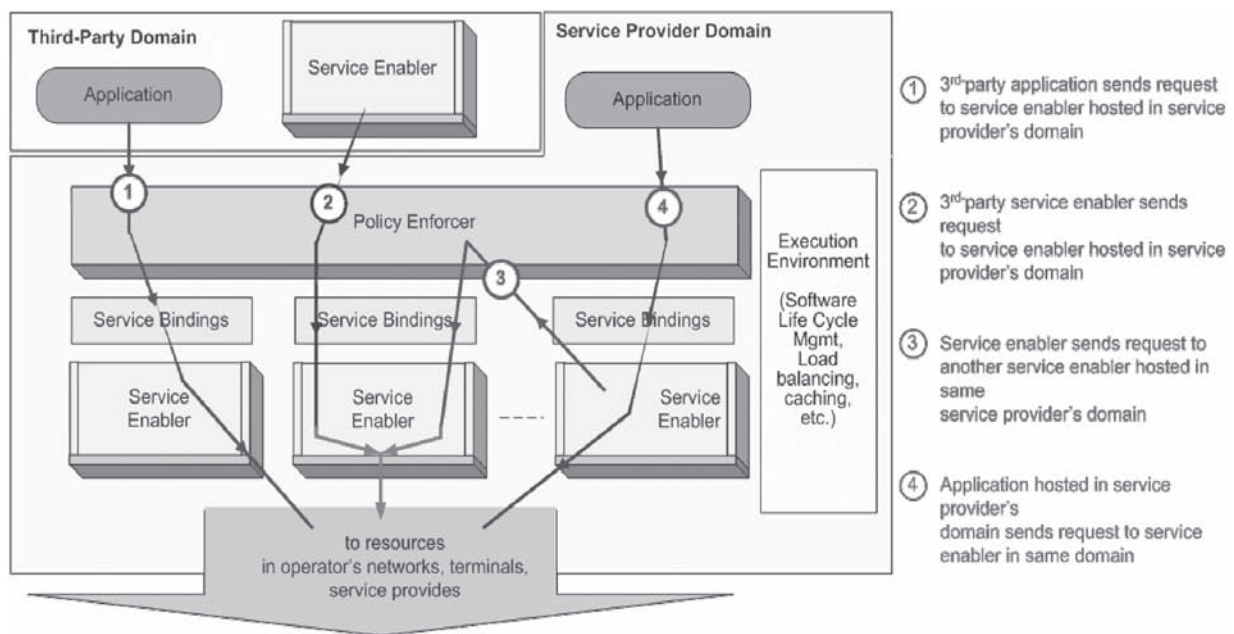 Third-Party Domain
Service Enabler
Application
Service Provider Domain
Application
1
2
4
Policy Enforcer
3
Service Bindings
Service Bindings
Service Bindings
Service
Enabler
Service
Enabler
Service
Enabler
Execution
Environment
(Software
Life Cycle
Mgmt,
Load
balancing,
caching,
etc.)
to resources
in operator's networks, terminals,
service provides
1 3rd-party application sends request
to service enabler hosted in service
provider's domain
2 3rd-party service enabler sends
request
to service enabler hosted in service
provider's domain
3 Service enabler sends request to
another service enabler hosted in
same
service provider's domain
4 Application hosted in service
provider's
domain sends request to service
enabler in same domain